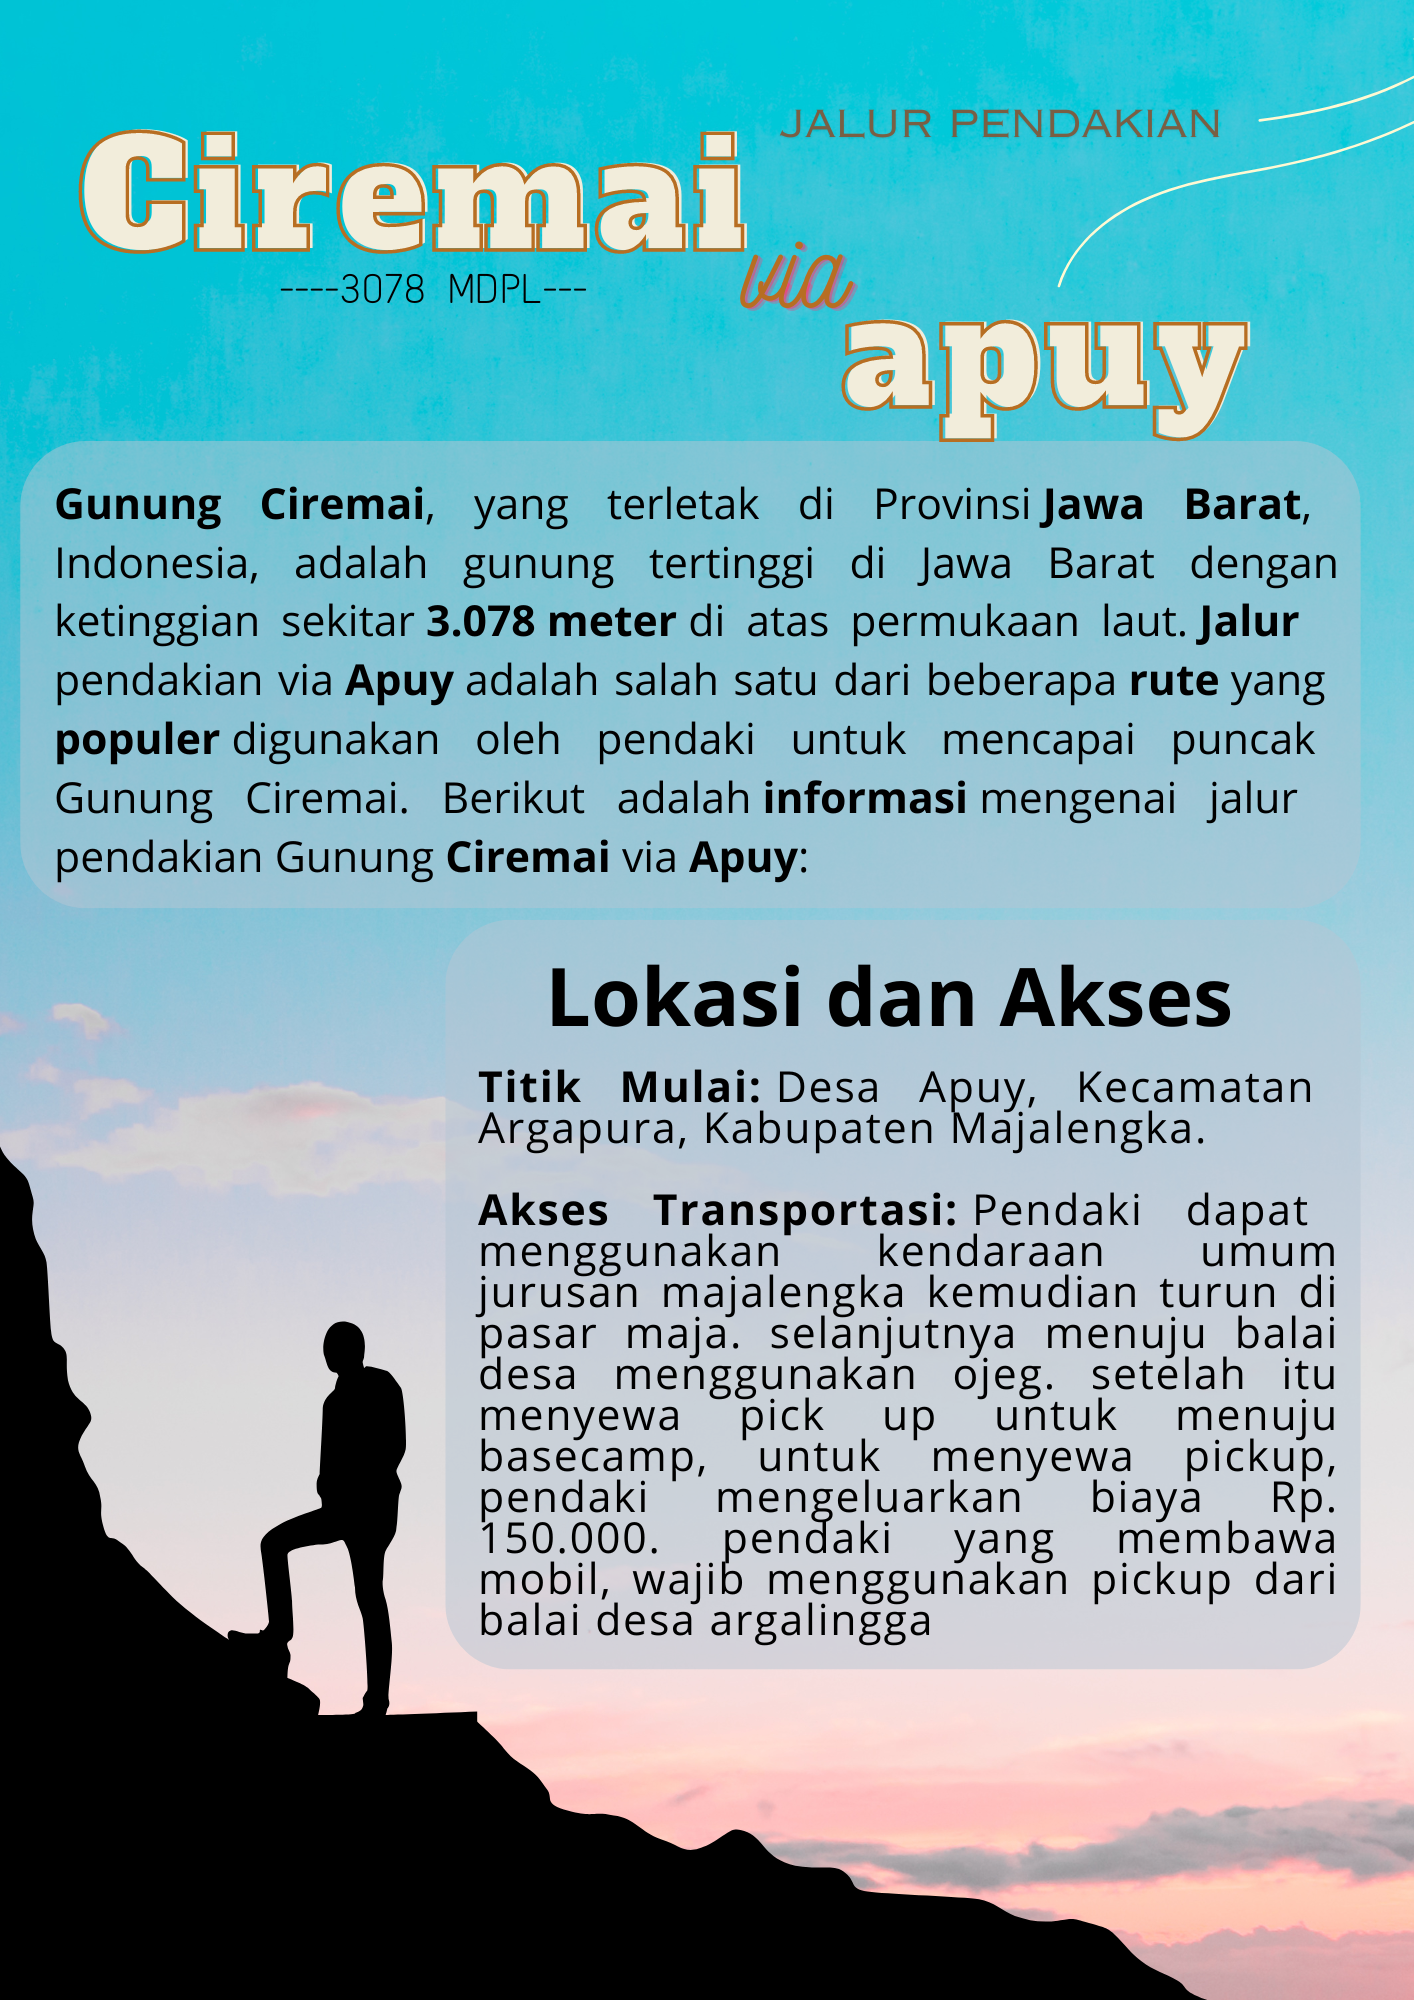 JALUR PENDAKIAN
Ciremai
----3078 MDPL---
via
apuy
Gunung Ciremai, yang terletak di Provinsi Jawa Barat,
Indonesia, adalah gunung tertinggi di Jawa Barat dengan
ketinggian sekitar 3.078 meter di atas permukaan laut. Jalur
pendakian via Apuy adalah salah satu dari beberapa rute yang
populer digunakan oleh pendaki untuk mencapai puncak
Gunung Ciremai. Berikut adalah informasi mengenai jalur
pendakian Gunung Ciremai via Apuy:
Lokasi dan Akses
Titik Mulai: Desa Apuy, Kecamatan
Argapura, Kabupaten Majalengka.
Akses Transportasi: Pendaki dapat
menggunakan kendaraan umum
jurusan majalengka kemudian turun di
pasar maja. selanjutnya menuju balai
desa menggunakan ojeg. setelah itu
menyewa pick up untuk menuju
basecamp, untuk menyewa pickup,
pendaki mengeluarkan biaya Rp.
150.000. pendaki yang membawa
mobil, wajib menggunakan pickup dari
balai desa argalingga